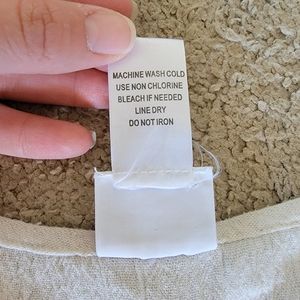 MACHINE WASH COLD
USE NON CHLORINE
BLEACH IF NEEDED
LINE DRY
DO NOT IRON